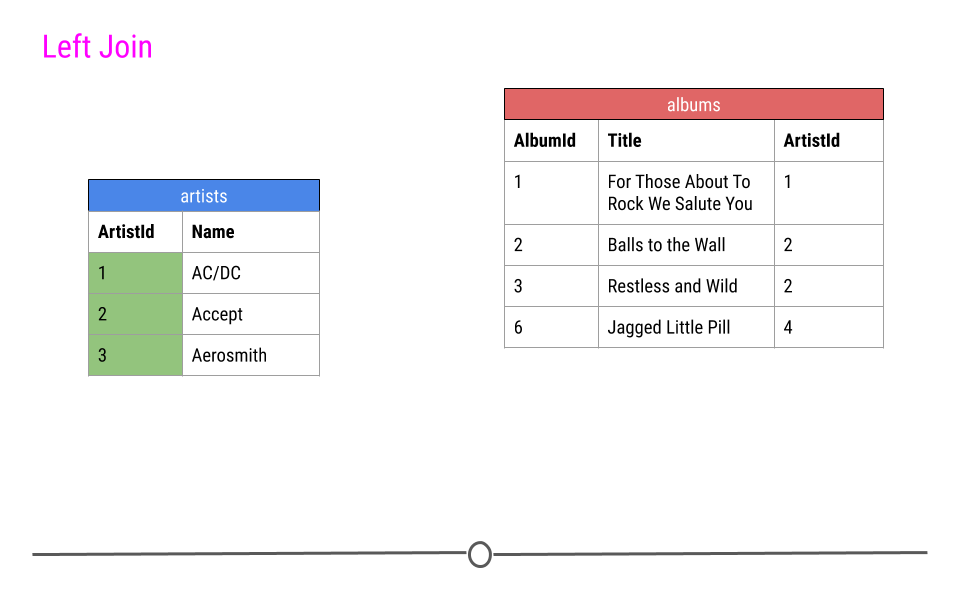 Left Join
artists
ArtistId Name
1 AC/DC
2 Accept
3 Aerosmith
albums
AlbumId Title ArtistId
1 For Those About To 1
Rock We Salute You
2 Balls to the Wall 2
3 Restless and Wild 2
6 Jagged Little Pill 4